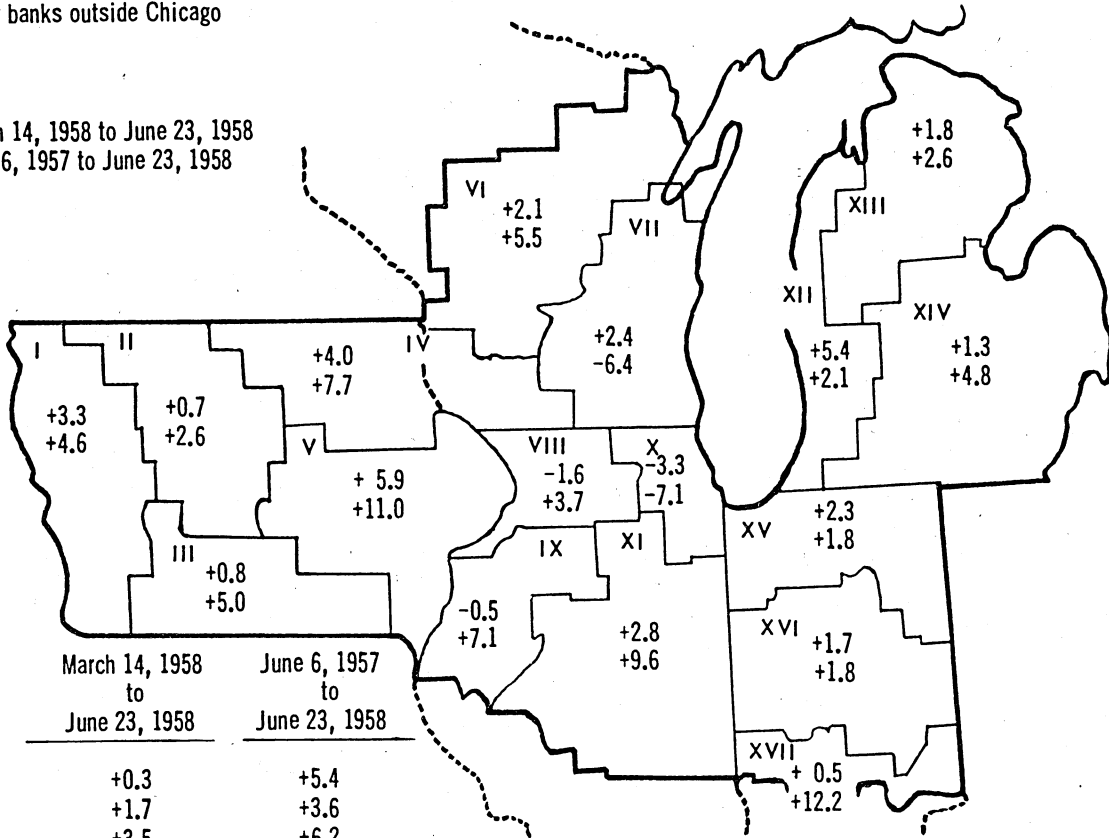 banks outside Chicago
14, 1958 to June 23, 1958
6, 1957 to June 23, 1958
+1.8
+2.6
XIII
VI
+2.1
+5.5
VII
XII
XIV
I
II
IV
+4.0
+7.7
+2.4
-6.4
+5.4
+2.1
+1.3
+4.8
+3.3
+4.6
+0.7
+2.6
V
VIII
X
-3.3
-7.1
-1.6
+3.7
+ 5.9
+11.0
XV
+2.3
+1.8
III
+0.8
+5.0
IX
XI
-0.5
+7.1
+2.8
+9.6
XVI
+1.7
+1.8
March 14, 1958
to
June 23, 1958
June 6, 1957
to
June 23, 1958
XVII
+ 0.5
+12.2
+0.3 +5.4
+1.7 +3.6
+3.5 +6.2